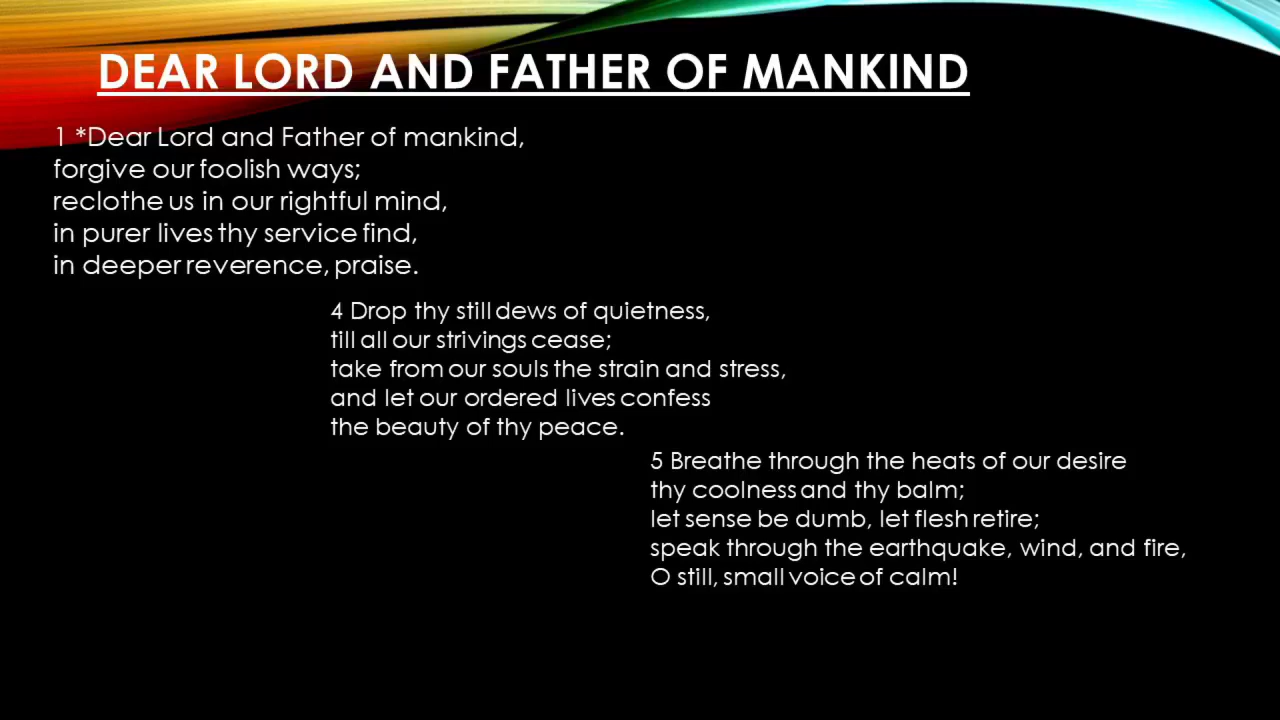 DEAR LORD AND FATHER OF MANKIND
1 *Dear Lord and Father of mankind,
forgive our foolish ways;
reclothe us in our rightful mind,
in purer lives thy service find,
in deeper reverence, praise.
4 Drop thy still dews of quietness,
till all our strivings cease;
take from our souls the strain and stress,
and let our ordered lives confess
the beauty of thy peace.
5 Breathe through the heats of our desire
thy coolness and thy balm;
let sense be dumb, let flesh retire;
speak through the earthquake, wind, and fire,
O still, small voice of calm!